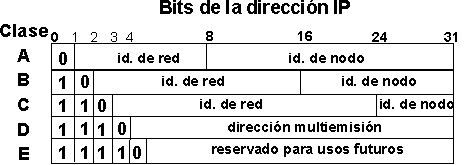 Bits de la dirección IP
Clase 0 1 2 3 4 8 16 24 31
A 0 id. de red id. de nodo
B 1 0 id. de red id. de nodo
C 1 1 0 id. de red id. de nodo
D 1 1 1 0 dirección multiemisión
E 1 1 1 1 0 reservado para usos futuros